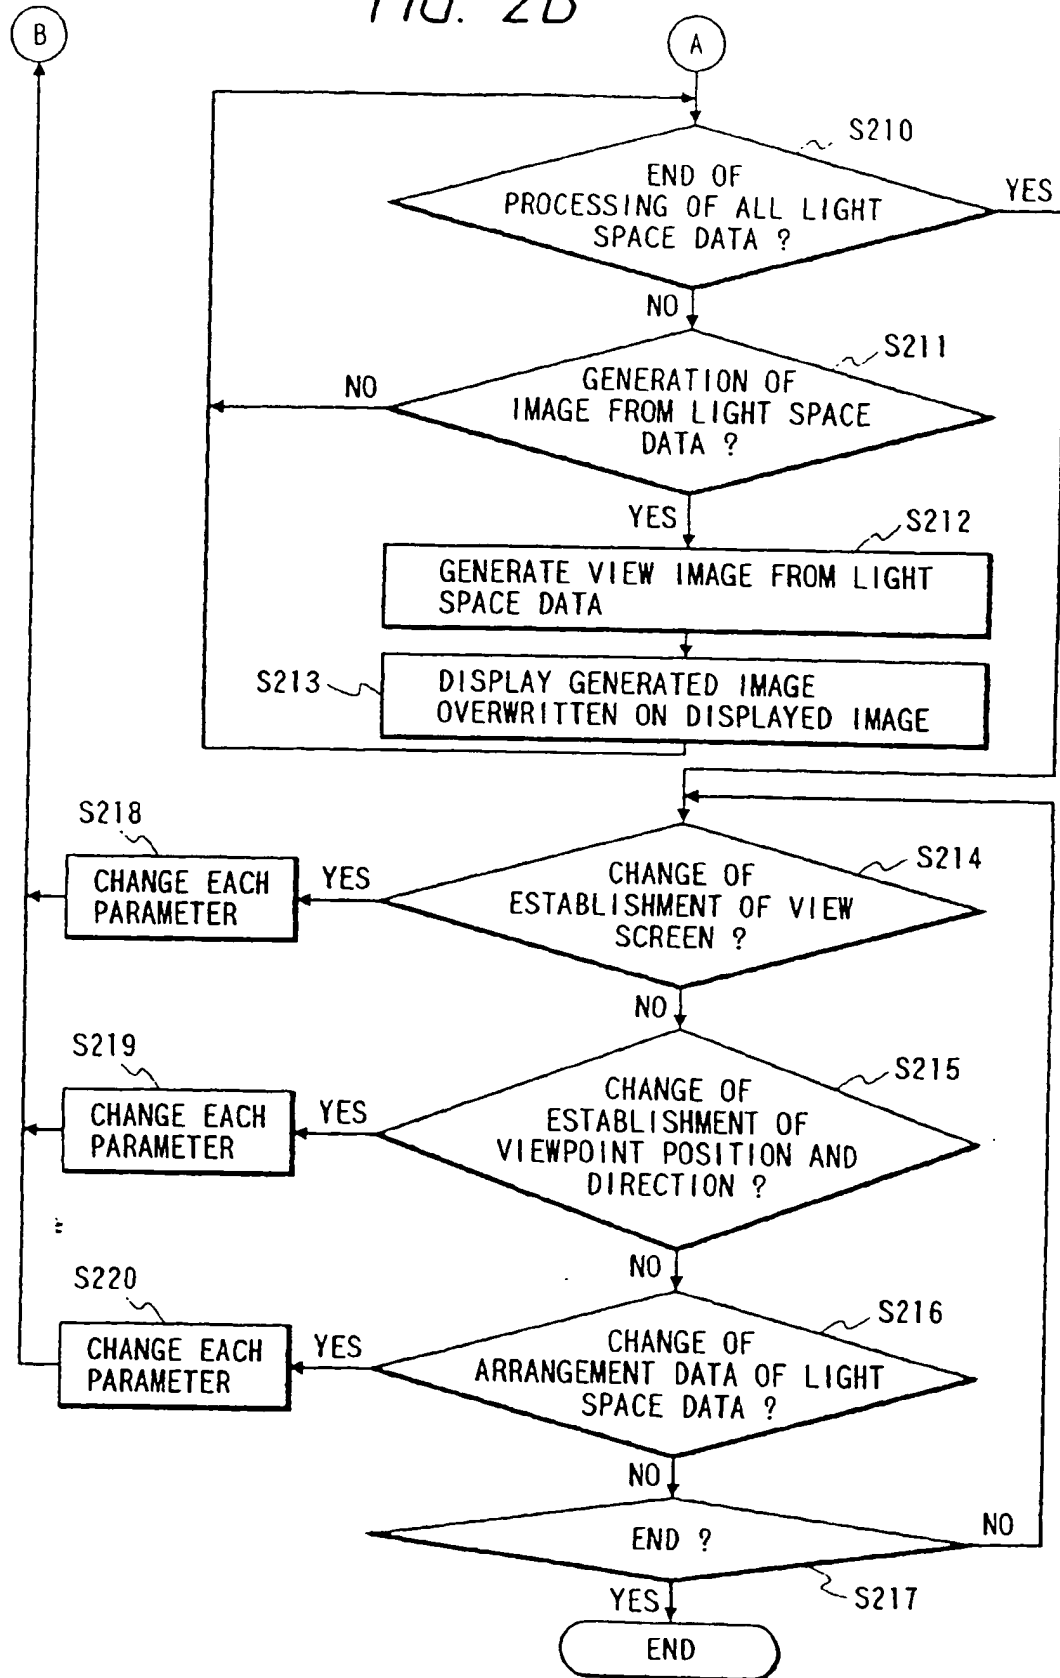 FIG. 2B
B
A
S210
END OF
PROCESSING OF ALL LIGHT
SPACE DATA ?
YES
NO
S211
GENERATION OF
IMAGE FROM LIGHT SPACE
DATA ?
NO
YES
S212
GENERATE VIEW IMAGE FROM LIGHT
SPACE DATA
S213
DISPLAY GENERATED IMAGE
OVERWRITTEN ON DISPLAYED IMAGE
S218
CHANGE EACH
PARAMETER
YES
S214
CHANGE OF
ESTABLISHMENT OF VIEW
SCREEN ?
NO
S219
CHANGE EACH
PARAMETER
YES
S215
CHANGE OF
ESTABLISHMENT OF
VIEWPOINT POSITION AND
DIRECTION ?
NO
S220
CHANGE EACH
PARAMETER
YES
S216
CHANGE OF
ARRANGEMENT DATA OF LIGHT
SPACE DATA ?
NO
END ?
NO
S217
YES
END